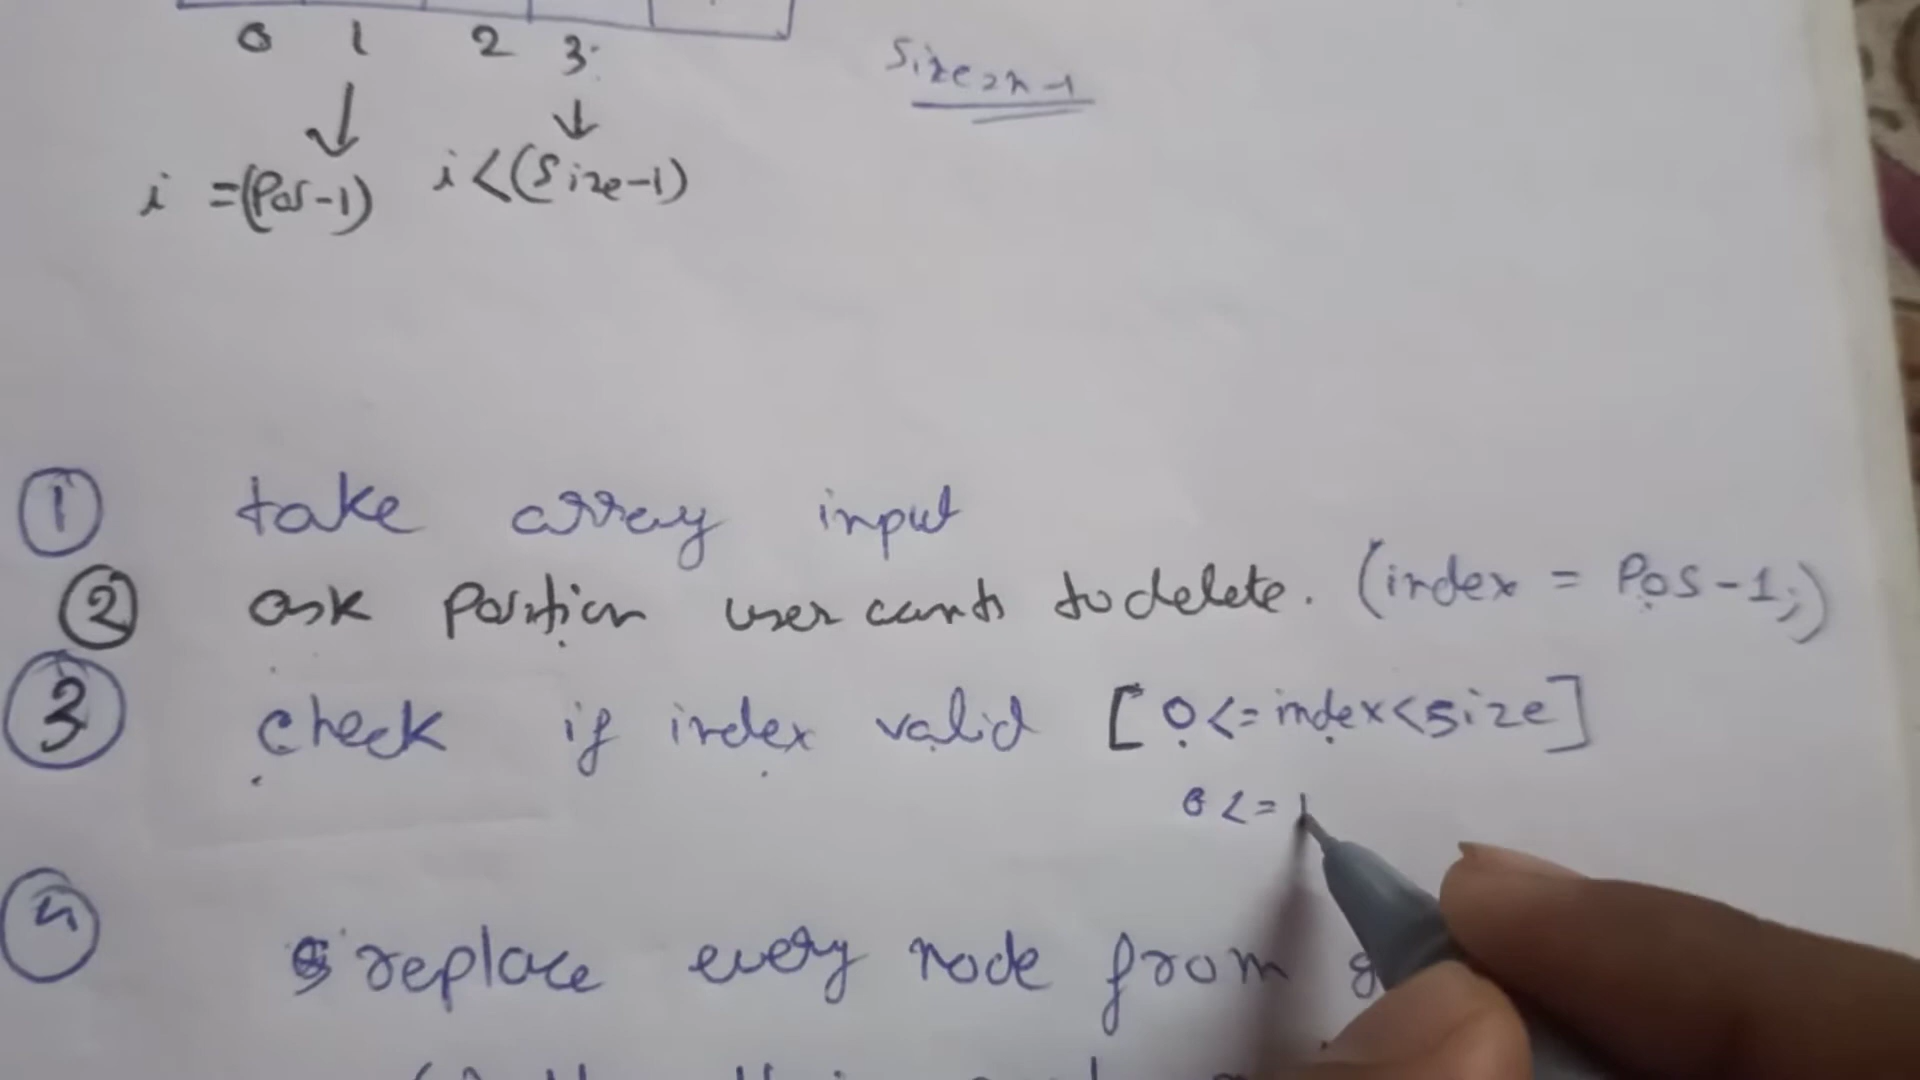 0 1 2 3
Size=n-1
i =(Pos-1) i<(Size-1)
① take array input
② ask Position user wants to delete. (index = Pos-1;)
③ check if index valid [0<=index<Size]
0<=1
④ replace every node from